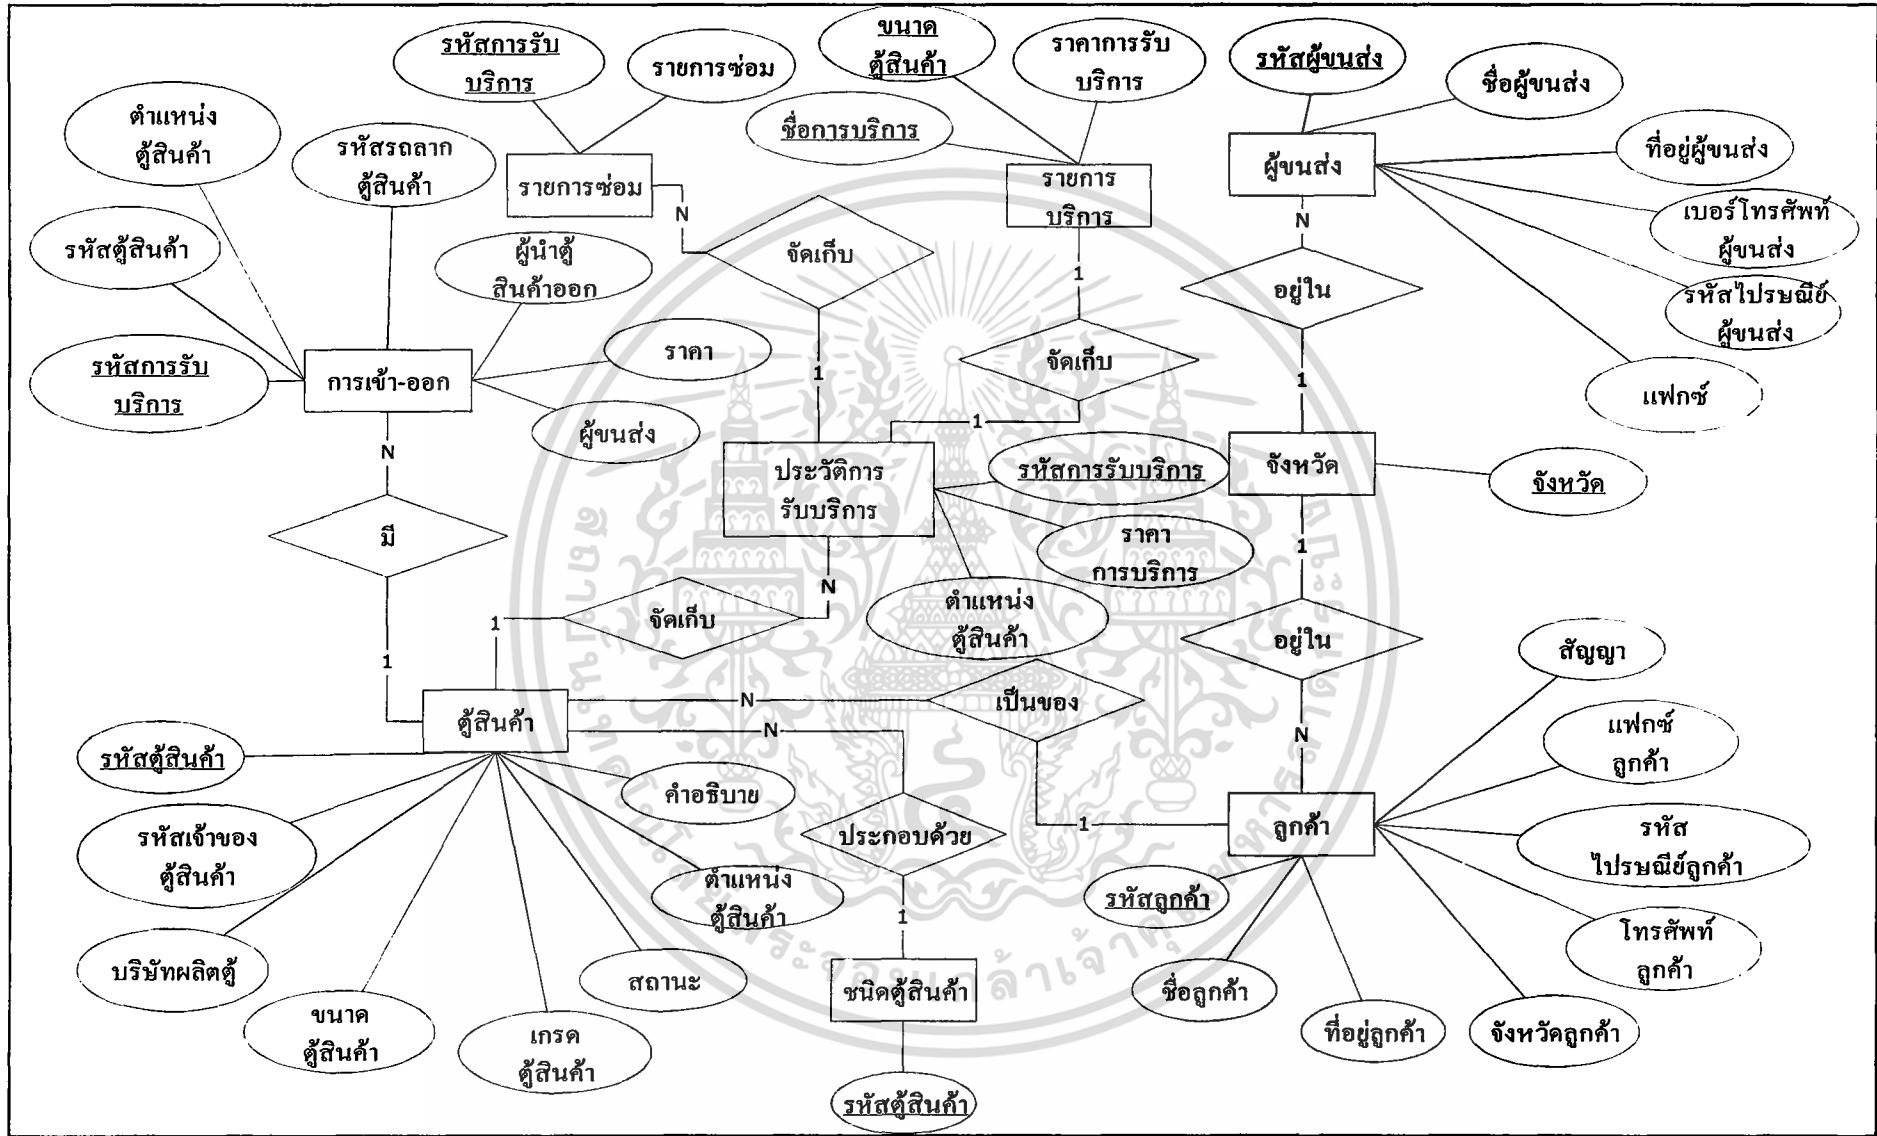 รหัสการรับ
บริการ
รายการซ่อม
ขนาด
ตู้สินค้า
ราคาการรับ
บริการ
รหัสผู้ขนส่ง
ชื่อผู้ขนส่ง
ตำแหน่ง
ตู้สินค้า
รหัสรถลาก
ตู้สินค้า
ชื่อการบริการ
ที่อยู่ผู้ขนส่ง
รายการซ่อม
รายการ
บริการ
ผู้ขนส่ง
N
N
เบอร์โทรศัพท์
ผู้ขนส่ง
รหัสตู้สินค้า
ผู้นำตู้
สินค้าออก
จัดเก็บ
1
อยู่ใน
รหัสไปรษณีย์
ผู้ขนส่ง
รหัสการรับ
บริการ
การเข้า-ออก
ราคา
1
จัดเก็บ
1
แฟกซ์
ผู้ขนส่ง
1
N
ประวัติการ
รับบริการ
รหัสการรับบริการ
จังหวัด
จังหวัด
มี
ราคา
การบริการ
1
N
จัดเก็บ
1
ตำแหน่ง
ตู้สินค้า
อยู่ใน
สัญญา
1
ตู้สินค้า
N
เป็นของ
N
N
แฟกซ์
ลูกค้า
รหัสตู้สินค้า
คำอธิบาย
ประกอบด้วย
1
ลูกค้า
รหัส
ไปรษณีย์ลูกค้า
รหัสเจ้าของ
ตู้สินค้า
ตำแหน่ง
ตู้สินค้า
1
รหัสลูกค้า
โทรศัพท์
ลูกค้า
บริษัทผลิตตู้
สถานะ
ชนิดตู้สินค้า
ชื่อลูกค้า
ขนาด
ตู้สินค้า
เกรด
ตู้สินค้า
ที่อยู่ลูกค้า
จังหวัดลูกค้า
รหัสตู้สินค้า